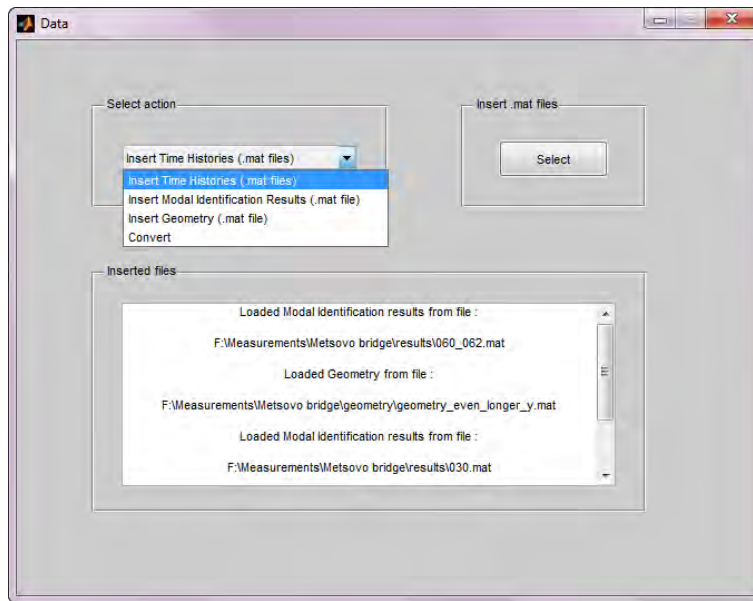 Data
Select action
Insert .mat files
Insert Time Histories (.mat files)
Select
Insert Time Histories (.mat files)
Insert Modal Identification Results (.mat file)
Insert Geometry (.mat file)
Convert
Inserted files
Loaded Modal Identification results from file :
F:\Measurements\Metsovo bridge\results\060_062.mat
Loaded Geometry from file :
F:\Measurements\Metsovo bridge\geometry\geometry_even_longer_y.mat
Loaded Modal Identification results from file :
F:\Measurements\Metsovo bridge\results\030.mat